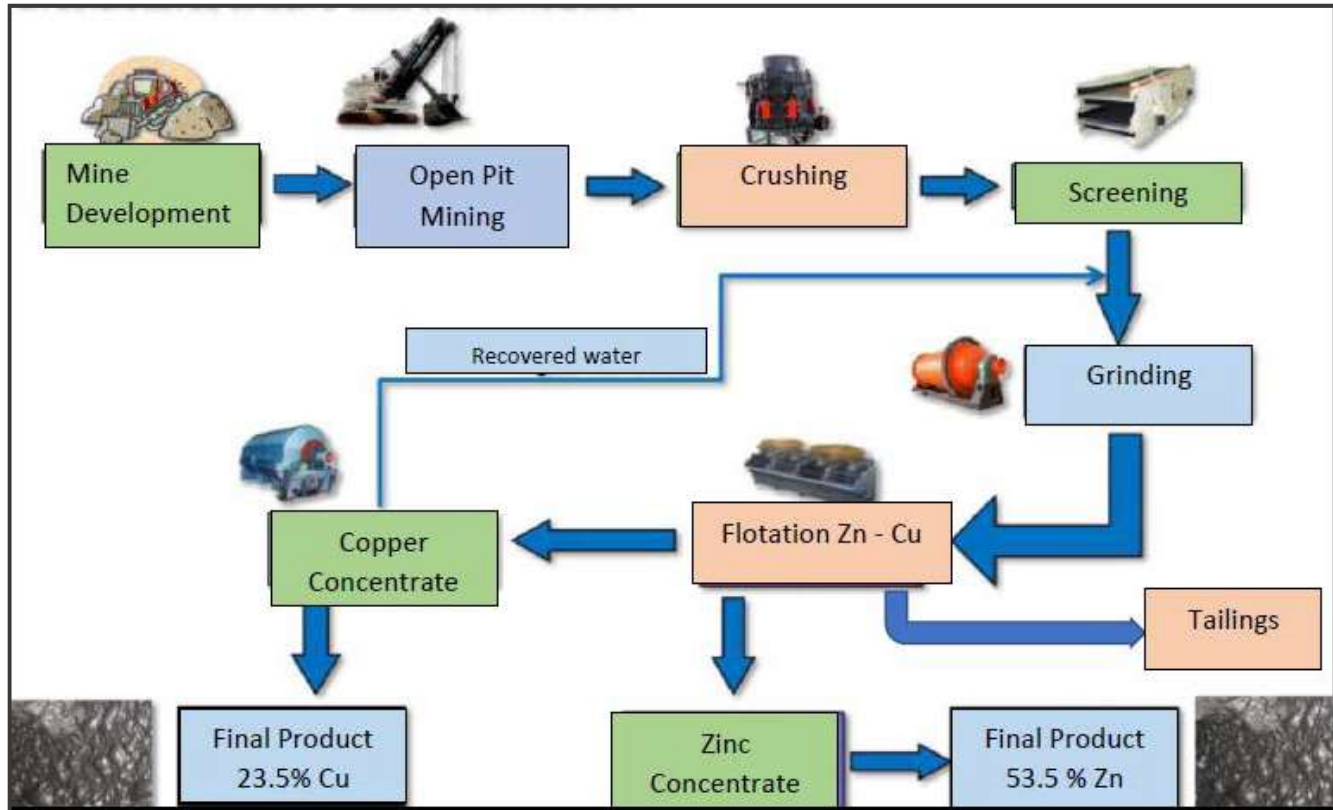 Mine
Development
Open Pit
Mining
Crushing
Screening
Recovered water
Grinding
Copper
Concentrate
Flotation Zn - Cu
Tailings
Final Product
23.5% Cu
Zinc
Concentrate
Final Product
53.5 % Zn